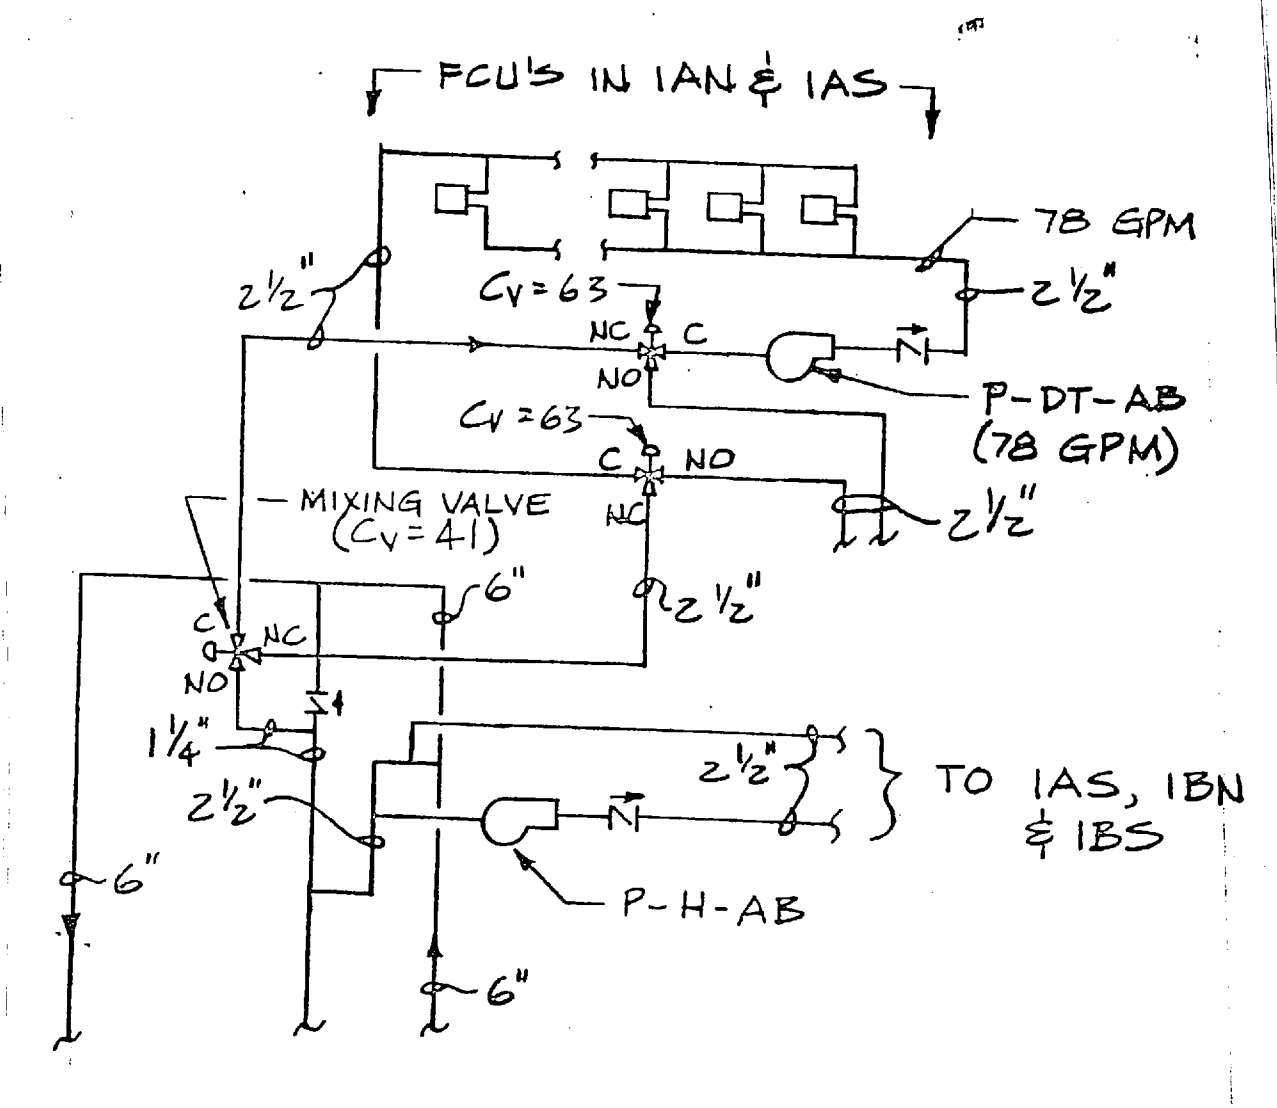 FCU'S IN 1AN & 1AS
78 GPM
2 1/2"
Cv = 63
2 1/2"
NC
C
NO
P-DT-AB
(78 GPM)
Cv = 63
C
NO
NC
2 1/2"
MIXING VALVE
(Cv = 41)
6"
2 1/2"
C
NC
NO
1 1/4"
2 1/2"
2 1/2"
TO 1AS, 1BN
& 1BS
6"
P-H-AB
6"